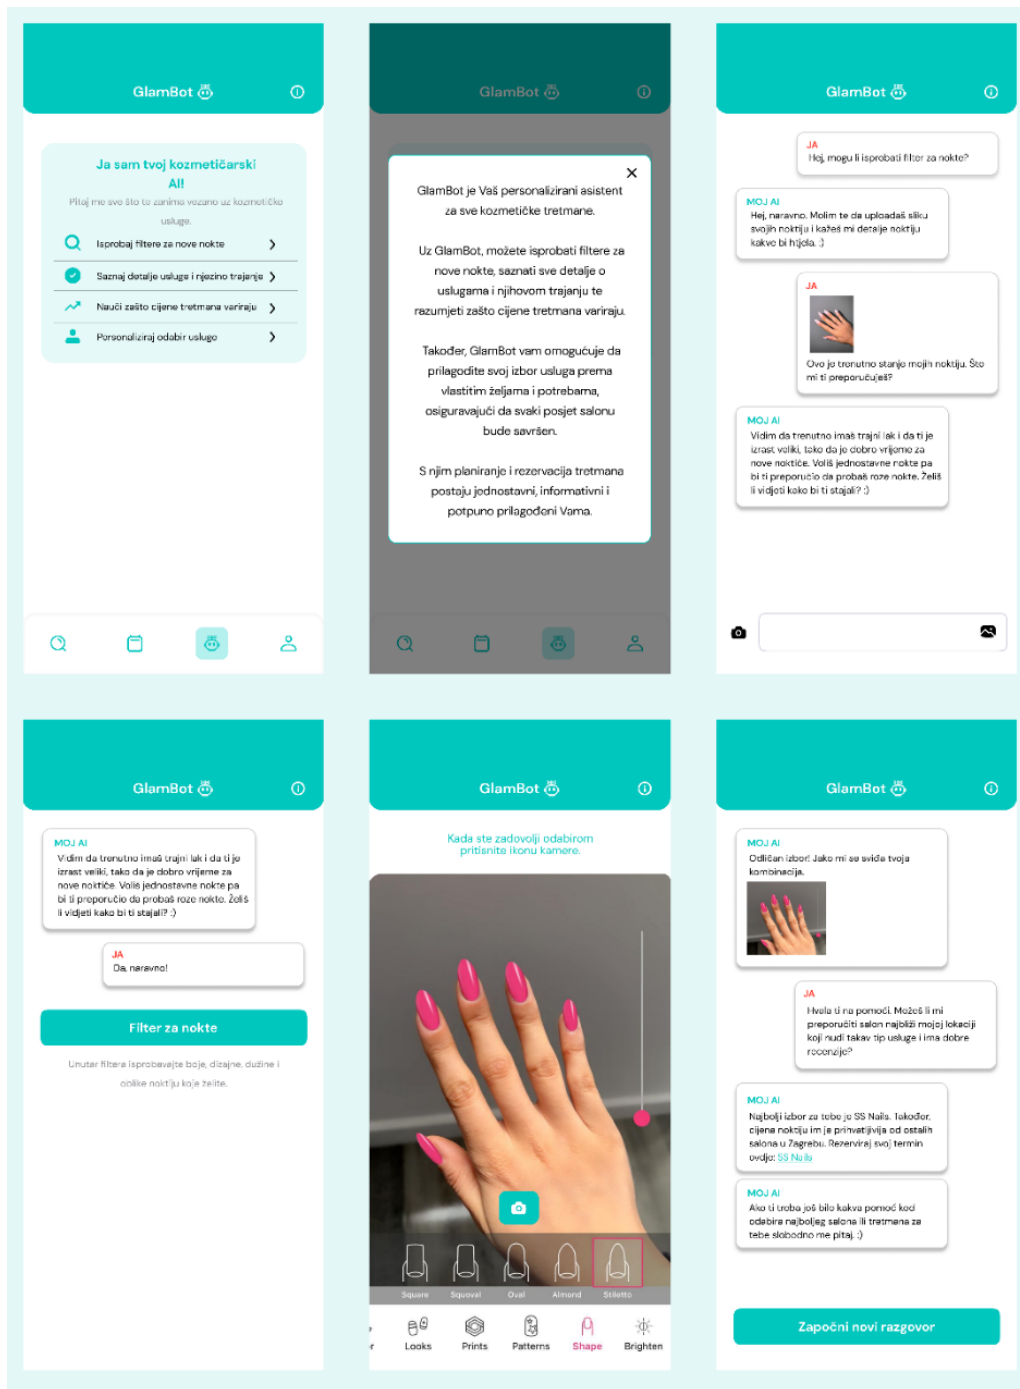 GlamBot
Ja sam tvoj kozmetičarski
AI!
Pitaj me sve što te zanima vezano uz kozmetičke
usluge.
Isprobaj filtere za nove nokte
Saznaj detalje usluge i njezino trajanje
Nauči zašto cijene tretmana variraju
Personaliziraj odabir usluge
GlamBot
GlamBot je Vaš personalizirani asistent
za sve kozmetičke tretmane.
Uz GlamBot, možete isprobati filtere za
nove nokte, saznati sve detalje o
uslugama i njihovom trajanju te
razumjeti zašto cijene tretmana variraju.
Također, GlamBot vam omogućuje da
prilagodite svoj izbor usluga prema
vlastitim željama i potrebama,
osiguravajući da svaki posjet salonu
bude savršen.
S njim planiranje i rezervacija tretmana
postaju jednostavni, informativni i
potpuno prilagođeni Vama.
GlamBot
JA
Hej, mogu li isprobati filter za nokte?
MOJ AI
Hej, naravno. Molim te da uploadaš sliku
svojih noktiju i kažeš mi detalje noktiju
kakve bi htjela. :)
JA
Ovo je trenutno stanje mojih noktiju. Što
mi ti preporučuješ?
MOJ AI
Vidim da trenutno imaš trajni lak i da ti je
izrast veliki, tako da je dobro vrijeme za
nove noktiće. Voliš jednostavne nokte pa
bi ti preporučio da probaš roze nokte. Želiš
li vidjeti kako bi ti stajali? :)
GlamBot
MOJ AI
Vidim da trenutno imaš trajni lak i da ti je
izrast veliki, tako da je dobro vrijeme za
nove noktiće. Voliš jednostavne nokte pa
bi ti preporučio da probaš roze nokte. Želiš
li vidjeti kako bi ti stajali? :)
JA
Da, naravno!
Filter za nokte
Unutar filtera isprobavajte boje, dizajne, dužine i
oblike noktiju koje želite.
GlamBot
Kada ste zadovolji odabirom
pritisnite ikonu kamere.
Square
Squoval
Oval
Almond
Stiletto
r
Looks
Prints
Patterns
Shape
Brighten
GlamBot
MOJ AI
Odličan izbor! Jako mi se sviđa tvoja
kombinacija.
JA
Hvala ti na pomoći. Možeš li mi
preporučiti salon najbliži mojoj lokaciji
koji nudi takav tip usluge i ima dobre
recenzije?
MOJ AI
Najbolji izbor za tebe je SS Nails. Također,
cijena noktiju im je prihvatljivija od ostalih
salona u Zagrebu. Rezerviraj svoj termin
ovdje: SS Nails
MOJ AI
Ako ti treba još bilo kakva pomoć kod
odabira najboljeg salona ili tretmana za
tebe slobodno me pitaj. :)
Započni novi razgovor